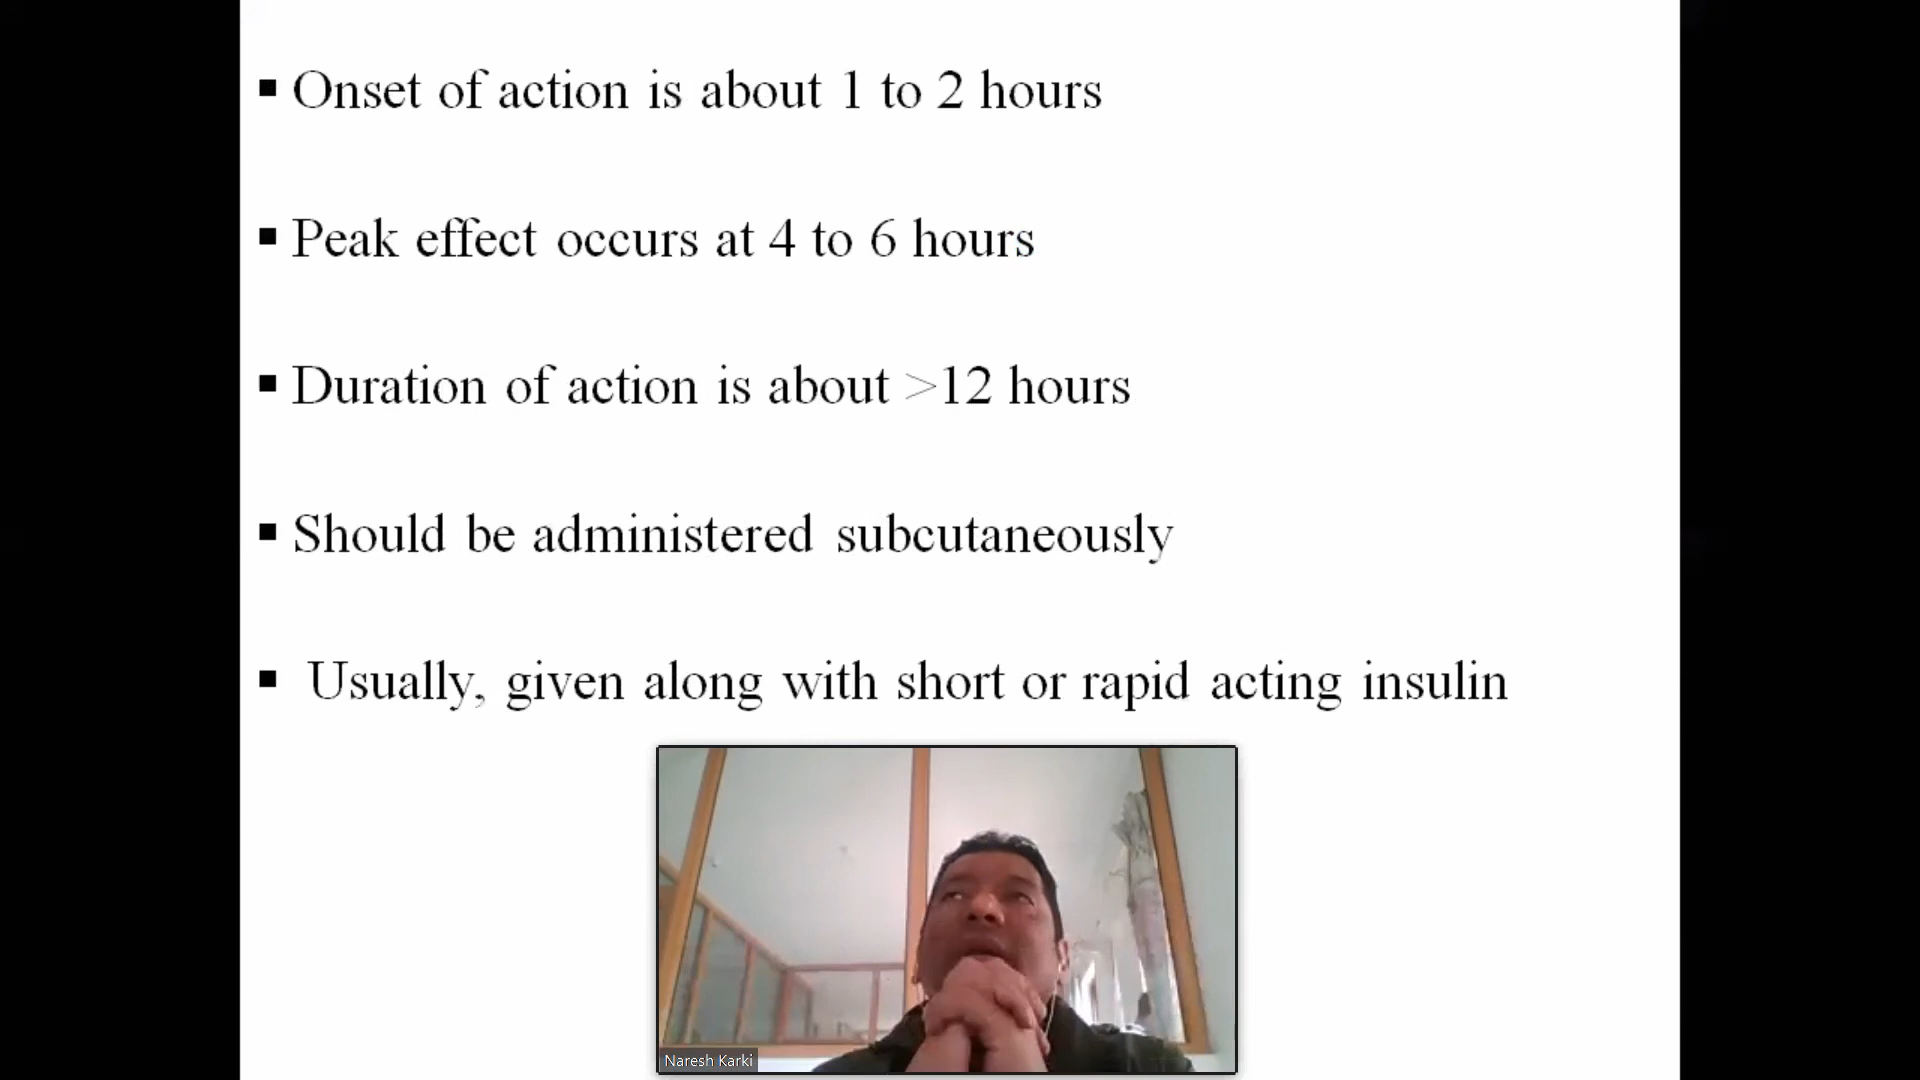 ▪ Onset of action is about 1 to 2 hours
▪ Peak effect occurs at 4 to 6 hours
▪ Duration of action is about >12 hours
▪ Should be administered subcutaneously
▪ Usually, given along with short or rapid acting insulin
Naresh Karki